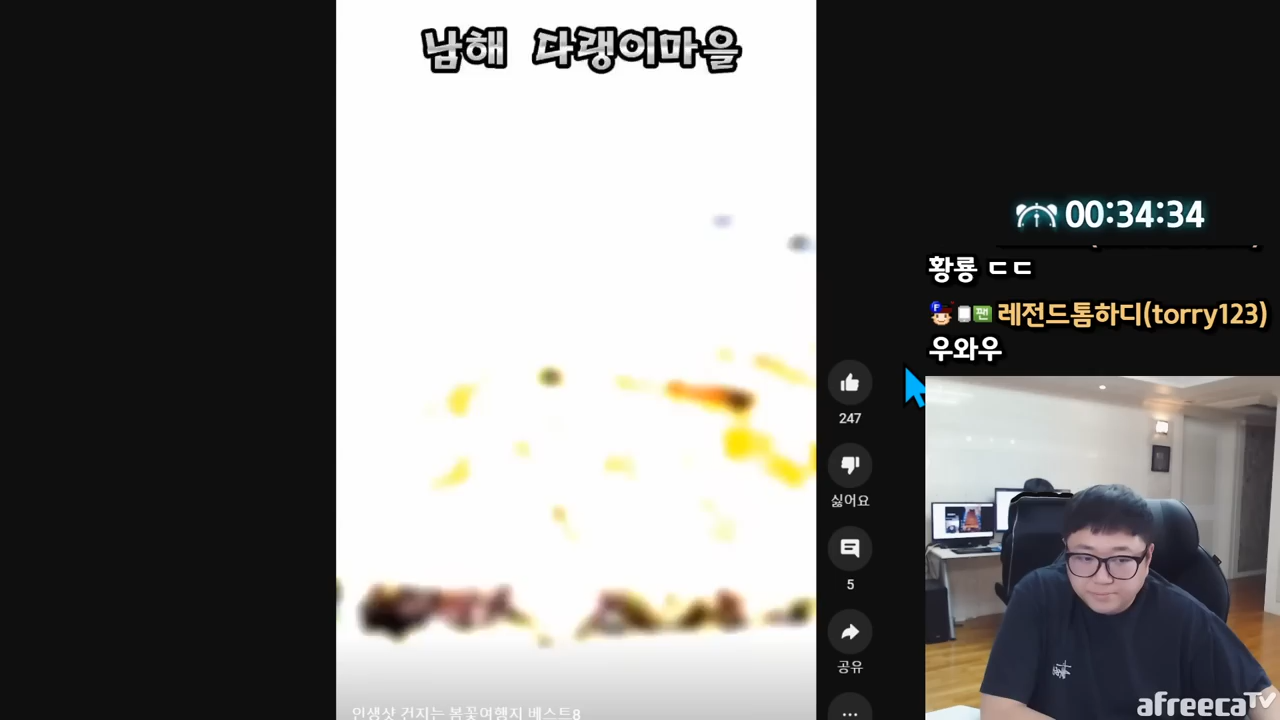 남해 다랭이마을
00:34:34
황룡 ㄷㄷ
F 팬 레전드톰하디(torry123)
우와우
247
싫어요
5
공유
인생샷 건지는 봄꽃여행지 베스트8
afreecaTV